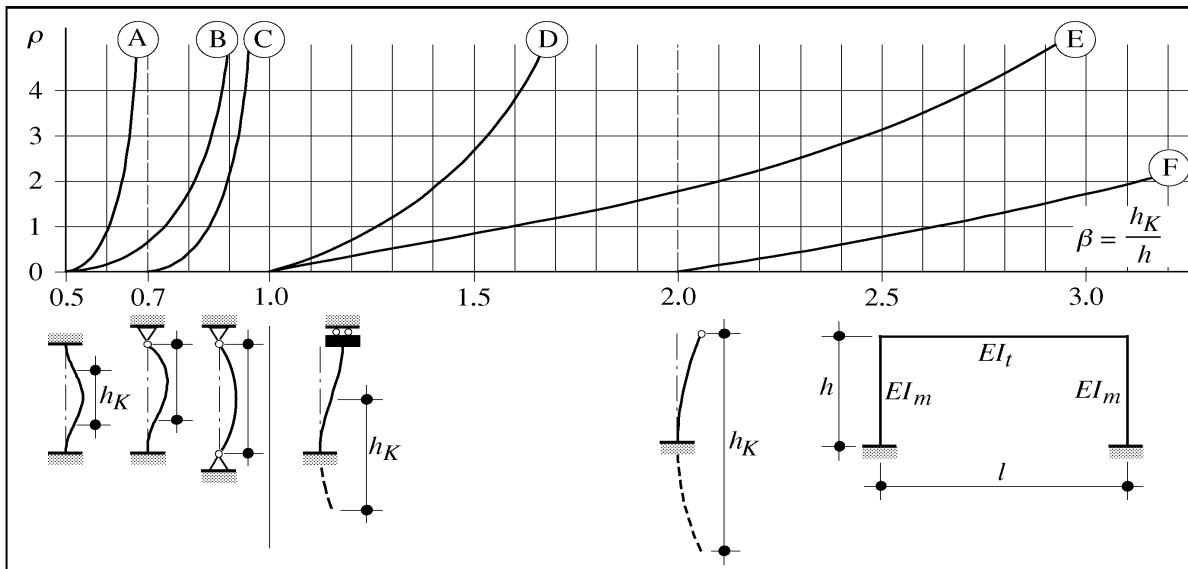 ρ A B C D E
4
3
2
F
1
β = h_K / h
0
0.5 0.7 1.0 1.5 2.0 2.5 3.0
h_K
h_K
h_K
h
EI_t
EI_m
EI_m
l